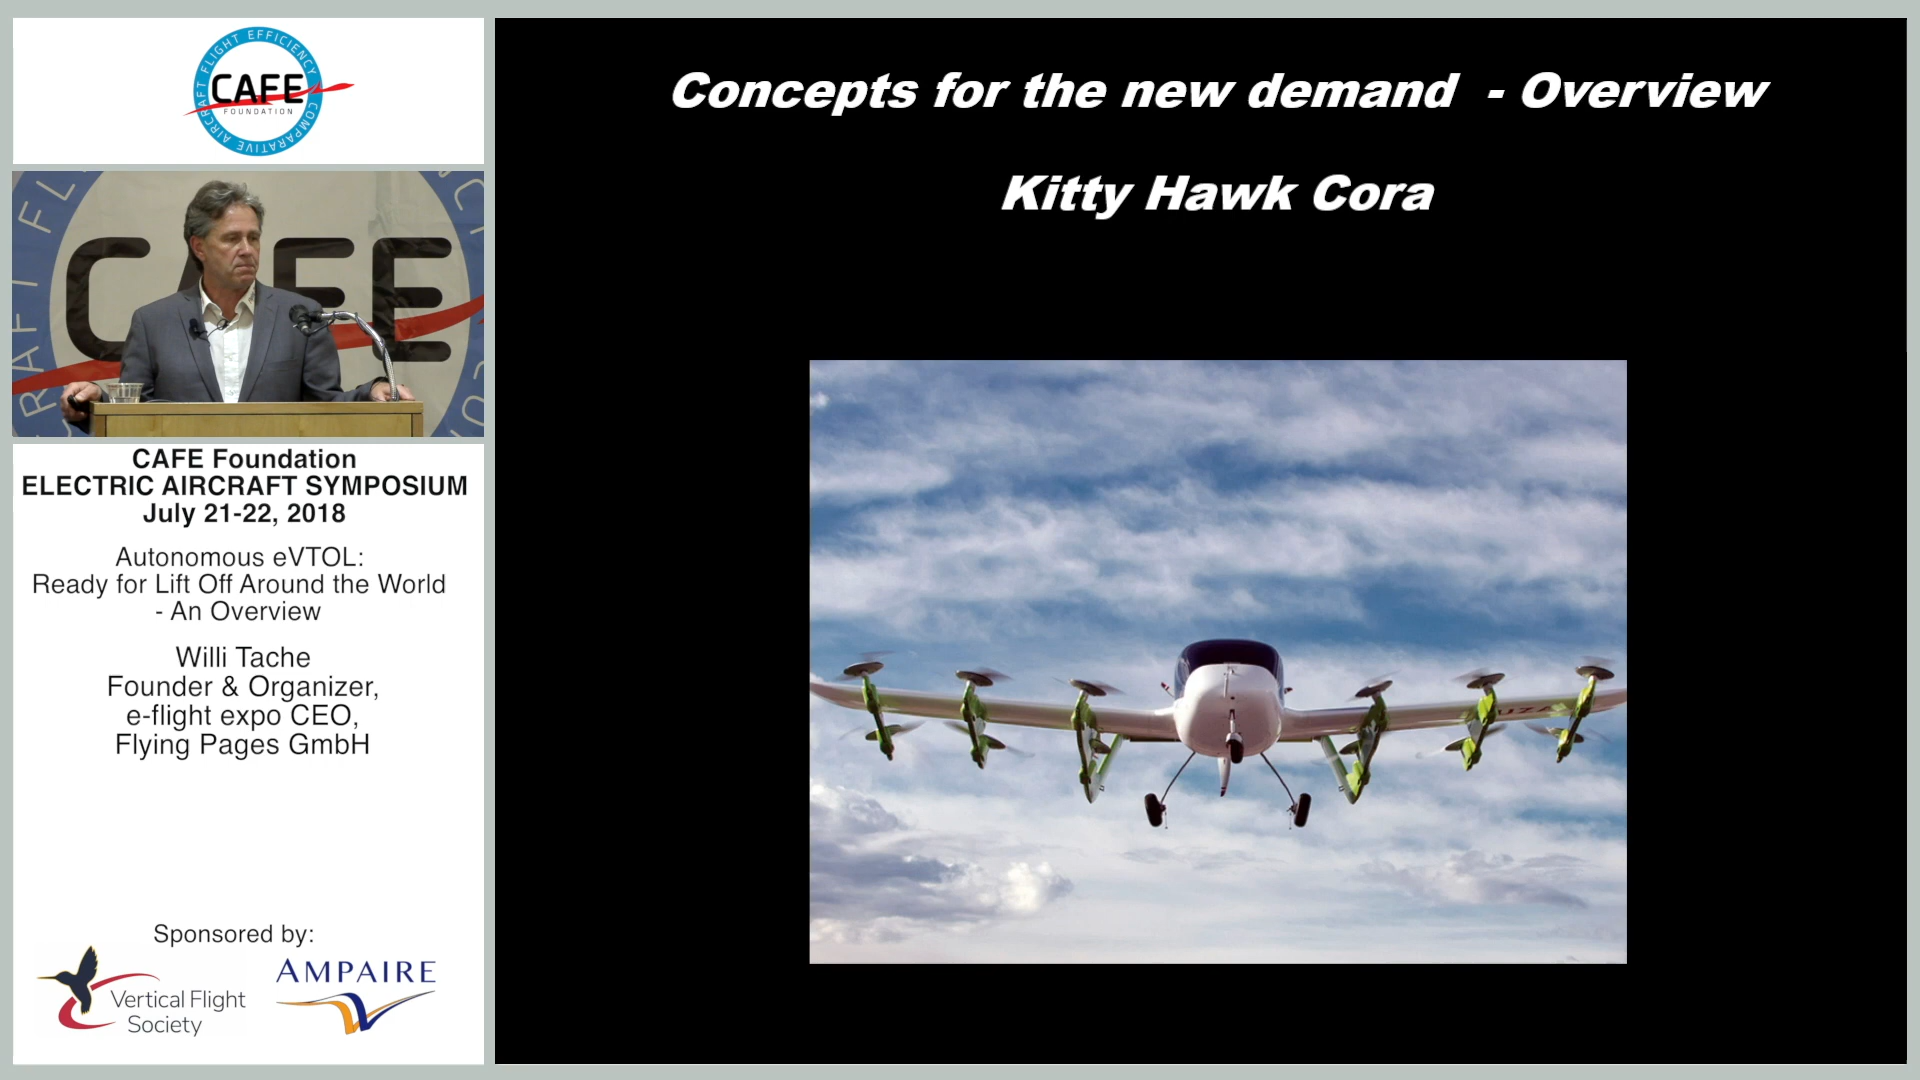 AIRCRAFT FLIGHT EFFICIENCY COMPARATIVE
CAFE
FOUNDATION
Concepts for the new demand - Overview
Kitty Hawk Cora
CAFE
CAFE Foundation
ELECTRIC AIRCRAFT SYMPOSIUM
July 21-22, 2018
Autonomous eVTOL:
Ready for Lift Off Around the World
- An Overview
Willi Tache
Founder & Organizer,
e-flight expo CEO,
Flying Pages GmbH
Sponsored by:
Vertical Flight
Society
AMPAIRE